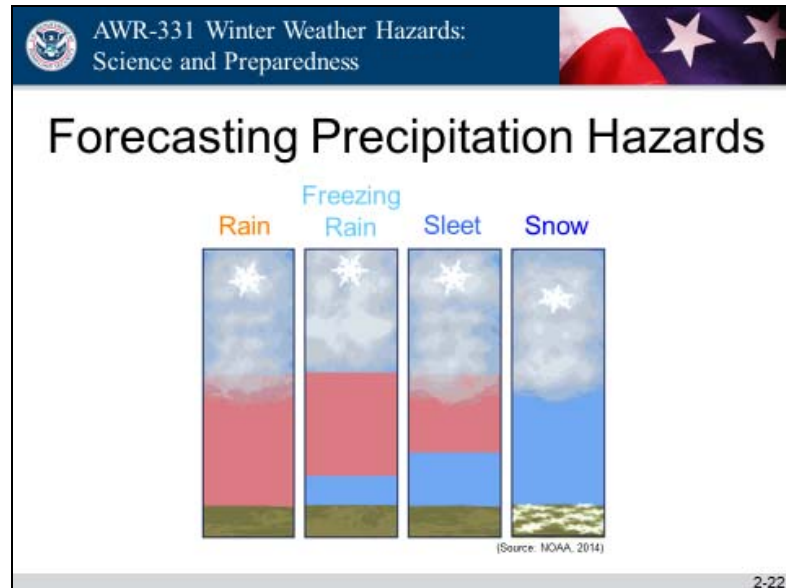 AWR-331 Winter Weather Hazards:
Science and Preparedness
Forecasting Precipitation Hazards
Rain
Freezing
Rain
Sleet
Snow
(Source: NOAA, 2014)
2-22